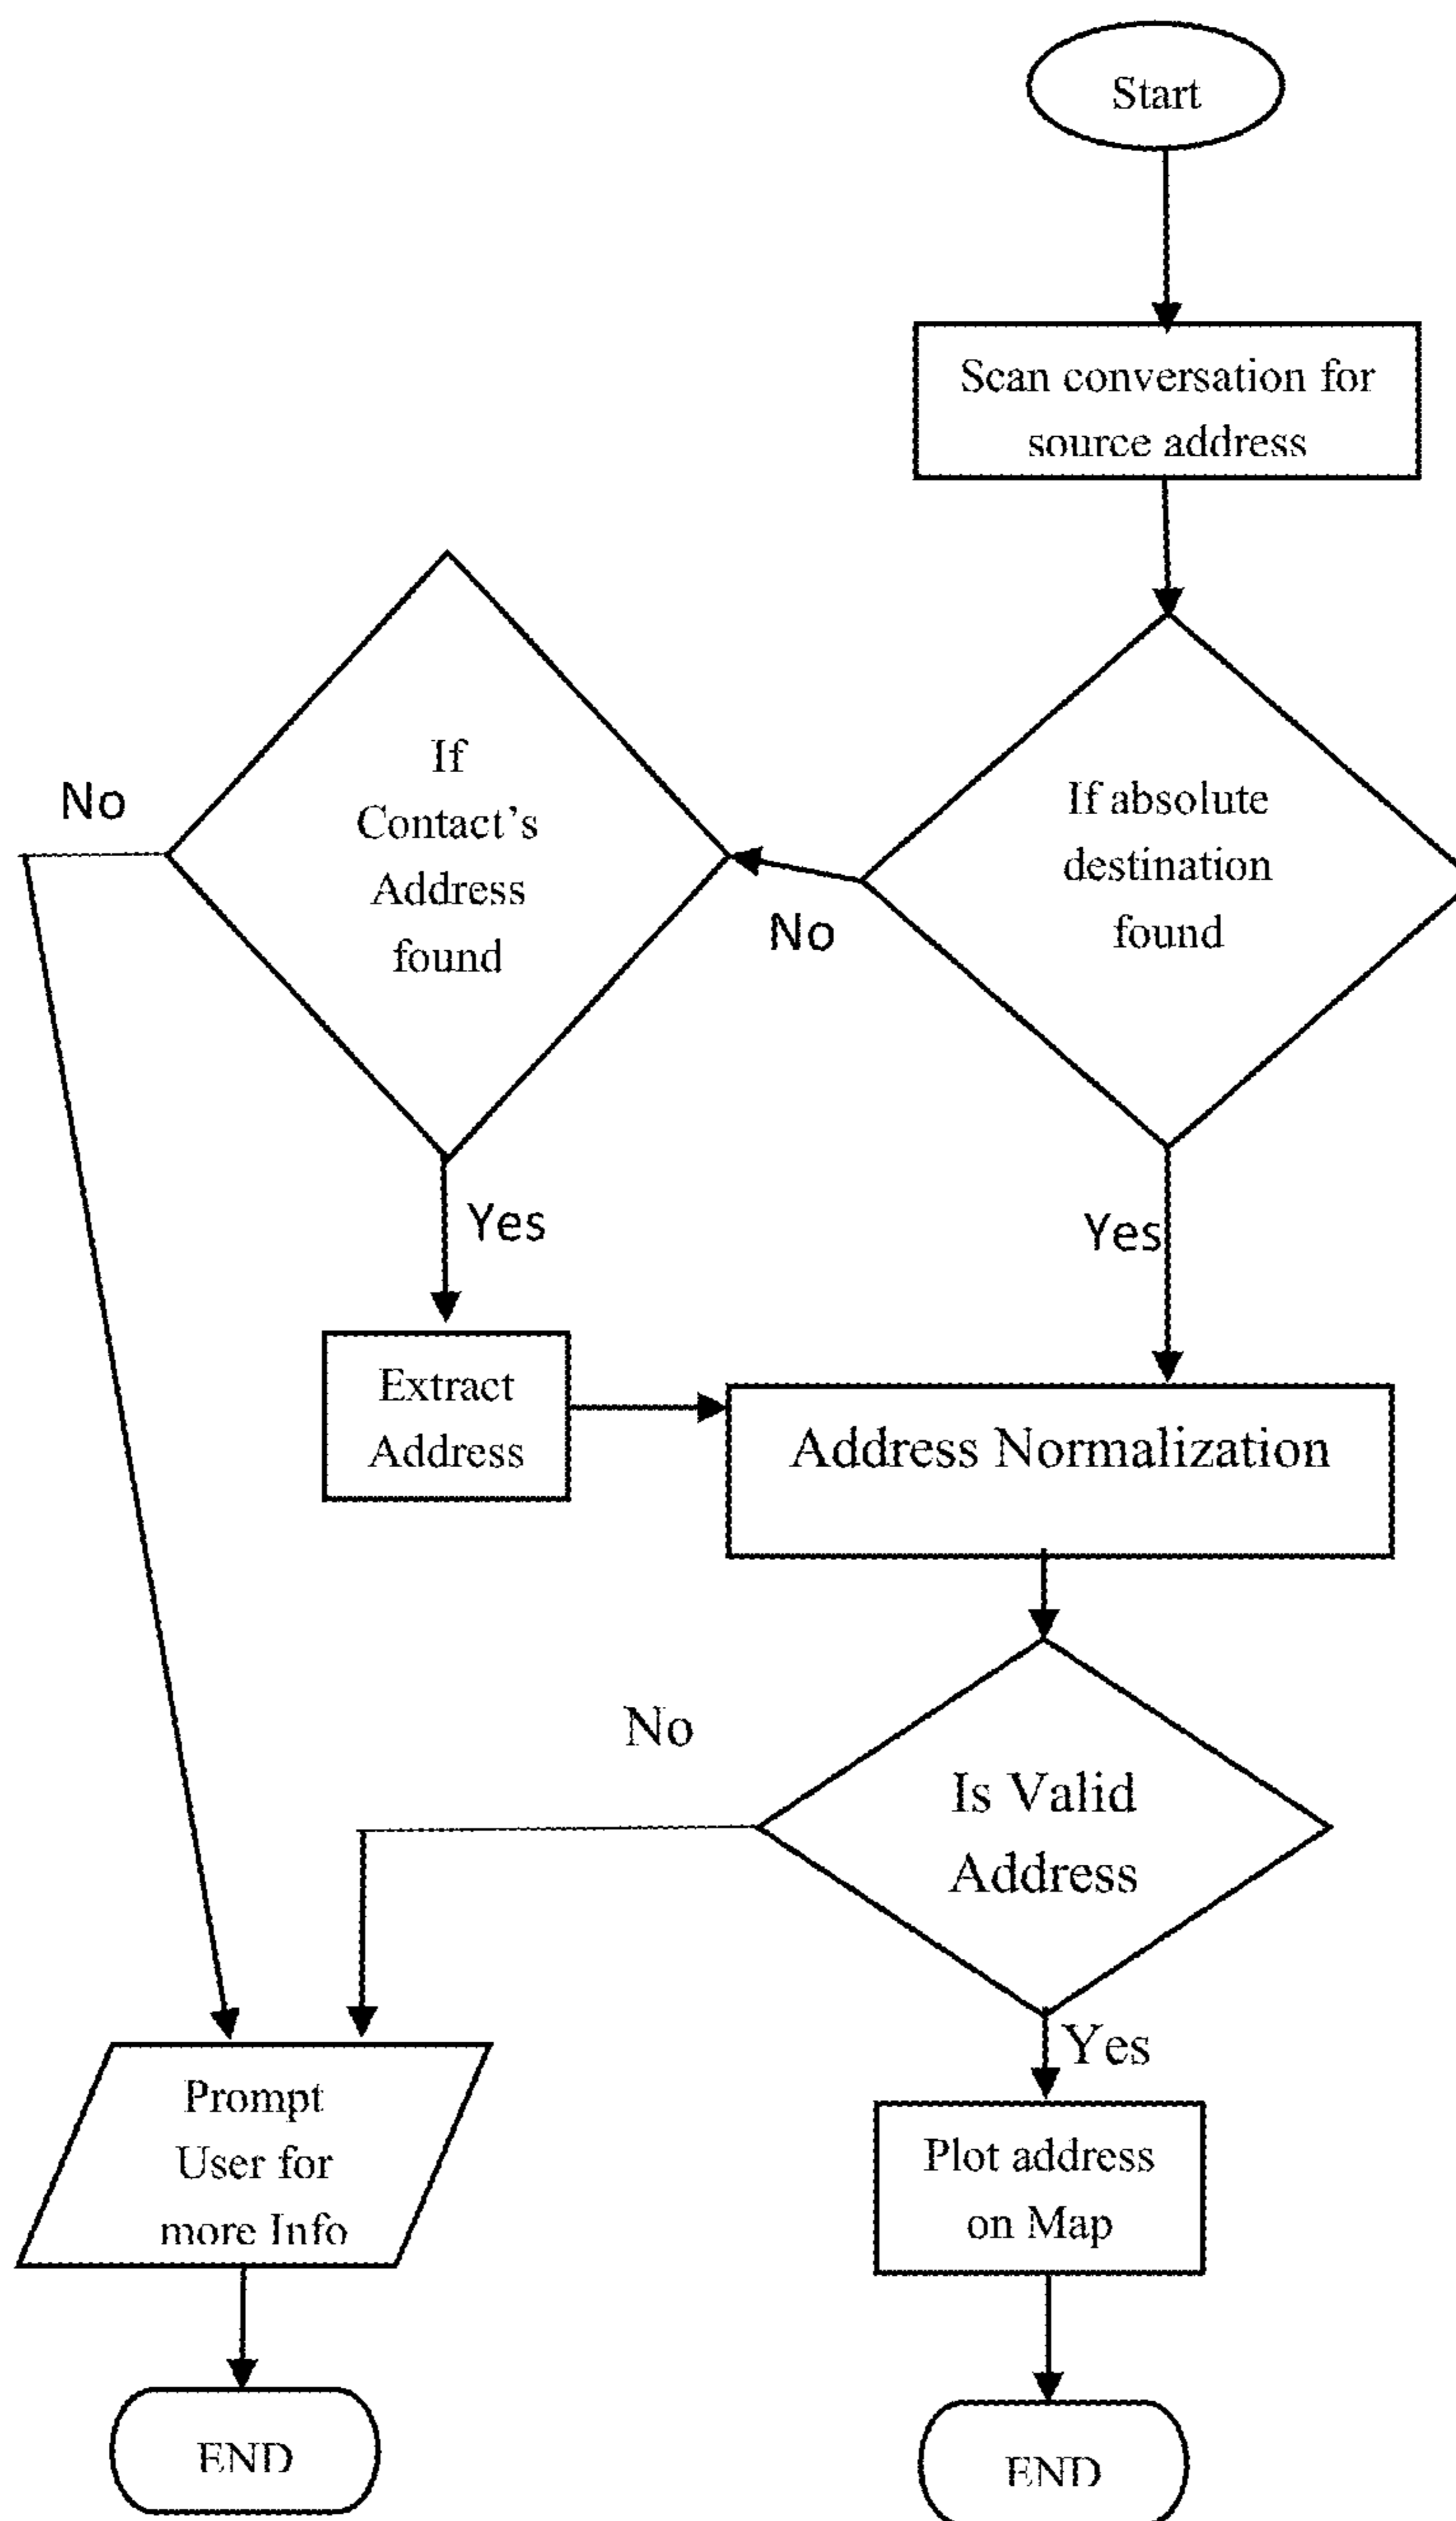 Start
Scan conversation for
source address
If absolute
destination
found
No
If
Contact's
Address
found
No
Yes
Yes
Extract
Address
Address Normalization
Is Valid
Address
No
Yes
Prompt
User for
more Info
Plot address
on Map
END
END